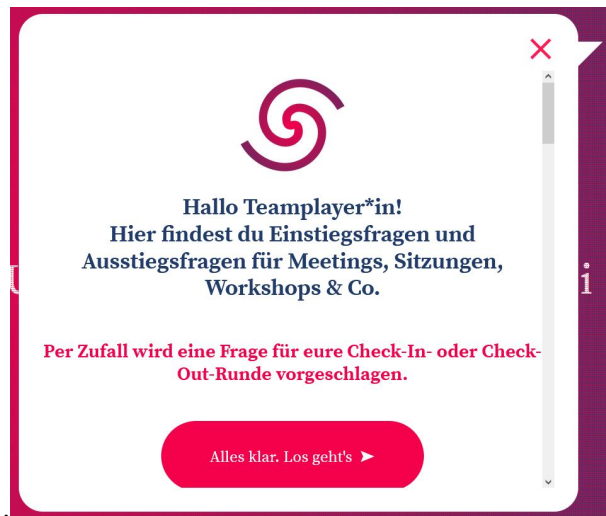 Hallo Teamplayer*in!
Hier findest du Einstiegsfragen und
Ausstiegsfragen für Meetings, Sitzungen,
Workshops & Co.
Per Zufall wird eine Frage für eure Check-In- oder Check-
Out-Runde vorgeschlagen.
Alles klar. Los geht's ➤